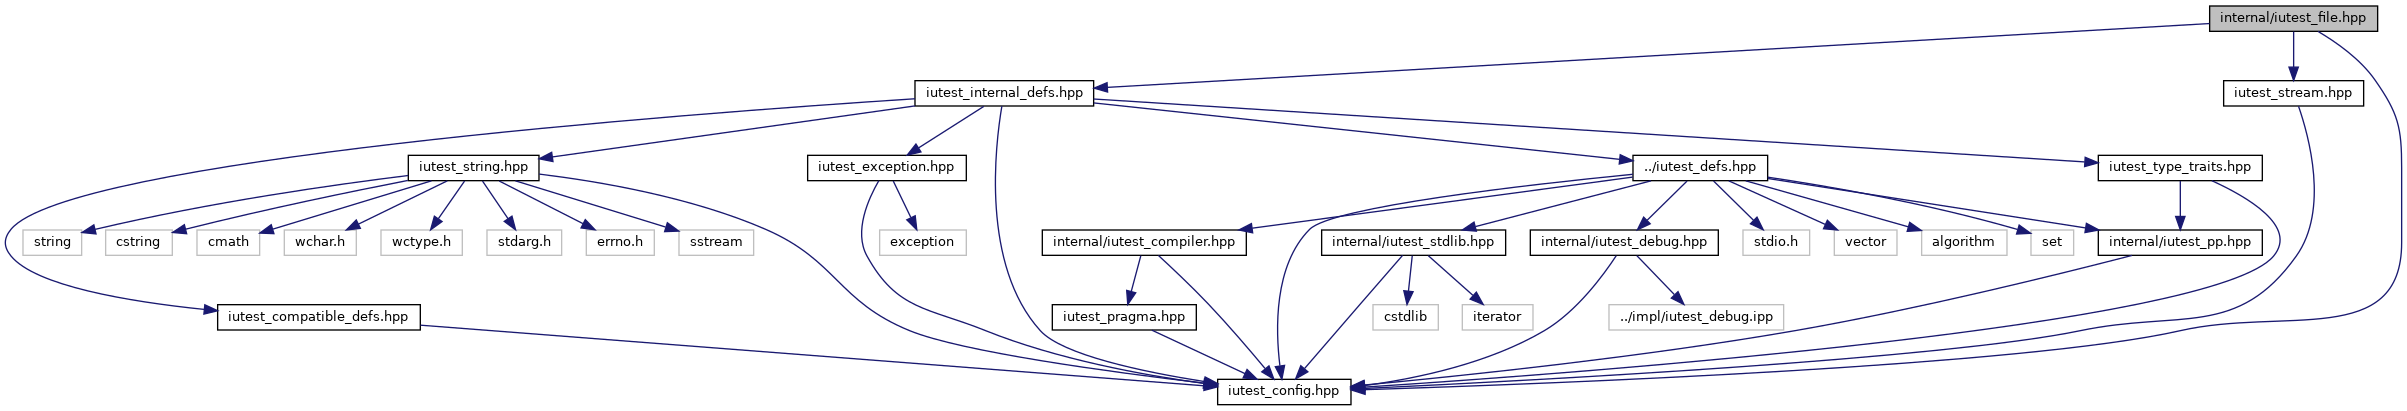 internal/iutest_file.hpp
iutest_internal_defs.hpp
iutest_stream.hpp
iutest_string.hpp
iutest_exception.hpp
../iutest_defs.hpp
iutest_type_traits.hpp
string
cstring
cmath
wchar.h
wctype.h
stdarg.h
errno.h
sstream
exception
internal/iutest_compiler.hpp
internal/iutest_stdlib.hpp
internal/iutest_debug.hpp
stdio.h
vector
algorithm
set
internal/iutest_pp.hpp
iutest_compatible_defs.hpp
iutest_pragma.hpp
cstdlib
iterator
../impl/iutest_debug.ipp
iutest_config.hpp